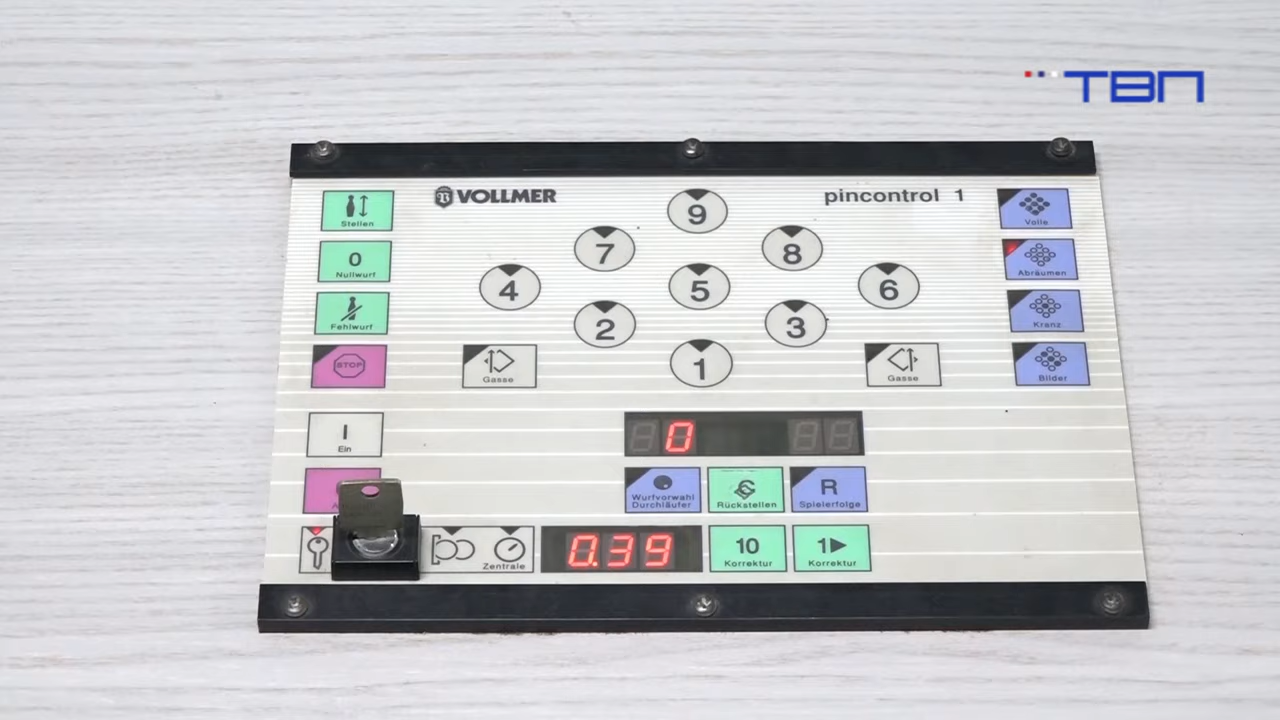 ТВП
VOLLMER
pincontrol 1
Stellen
9
Volle
0
Nullwurf
7
8
Abräumen
4
5
6
Fehlwurf
2
3
Kranz
STOP
Gasse
1
Gasse
Bilder
I
Ein
0
Wurfvorwahl
Durchläufer
Rückstellen
R
Spielerfolge
Zentrale
0.39
10
Korrektur
1
Korrektur